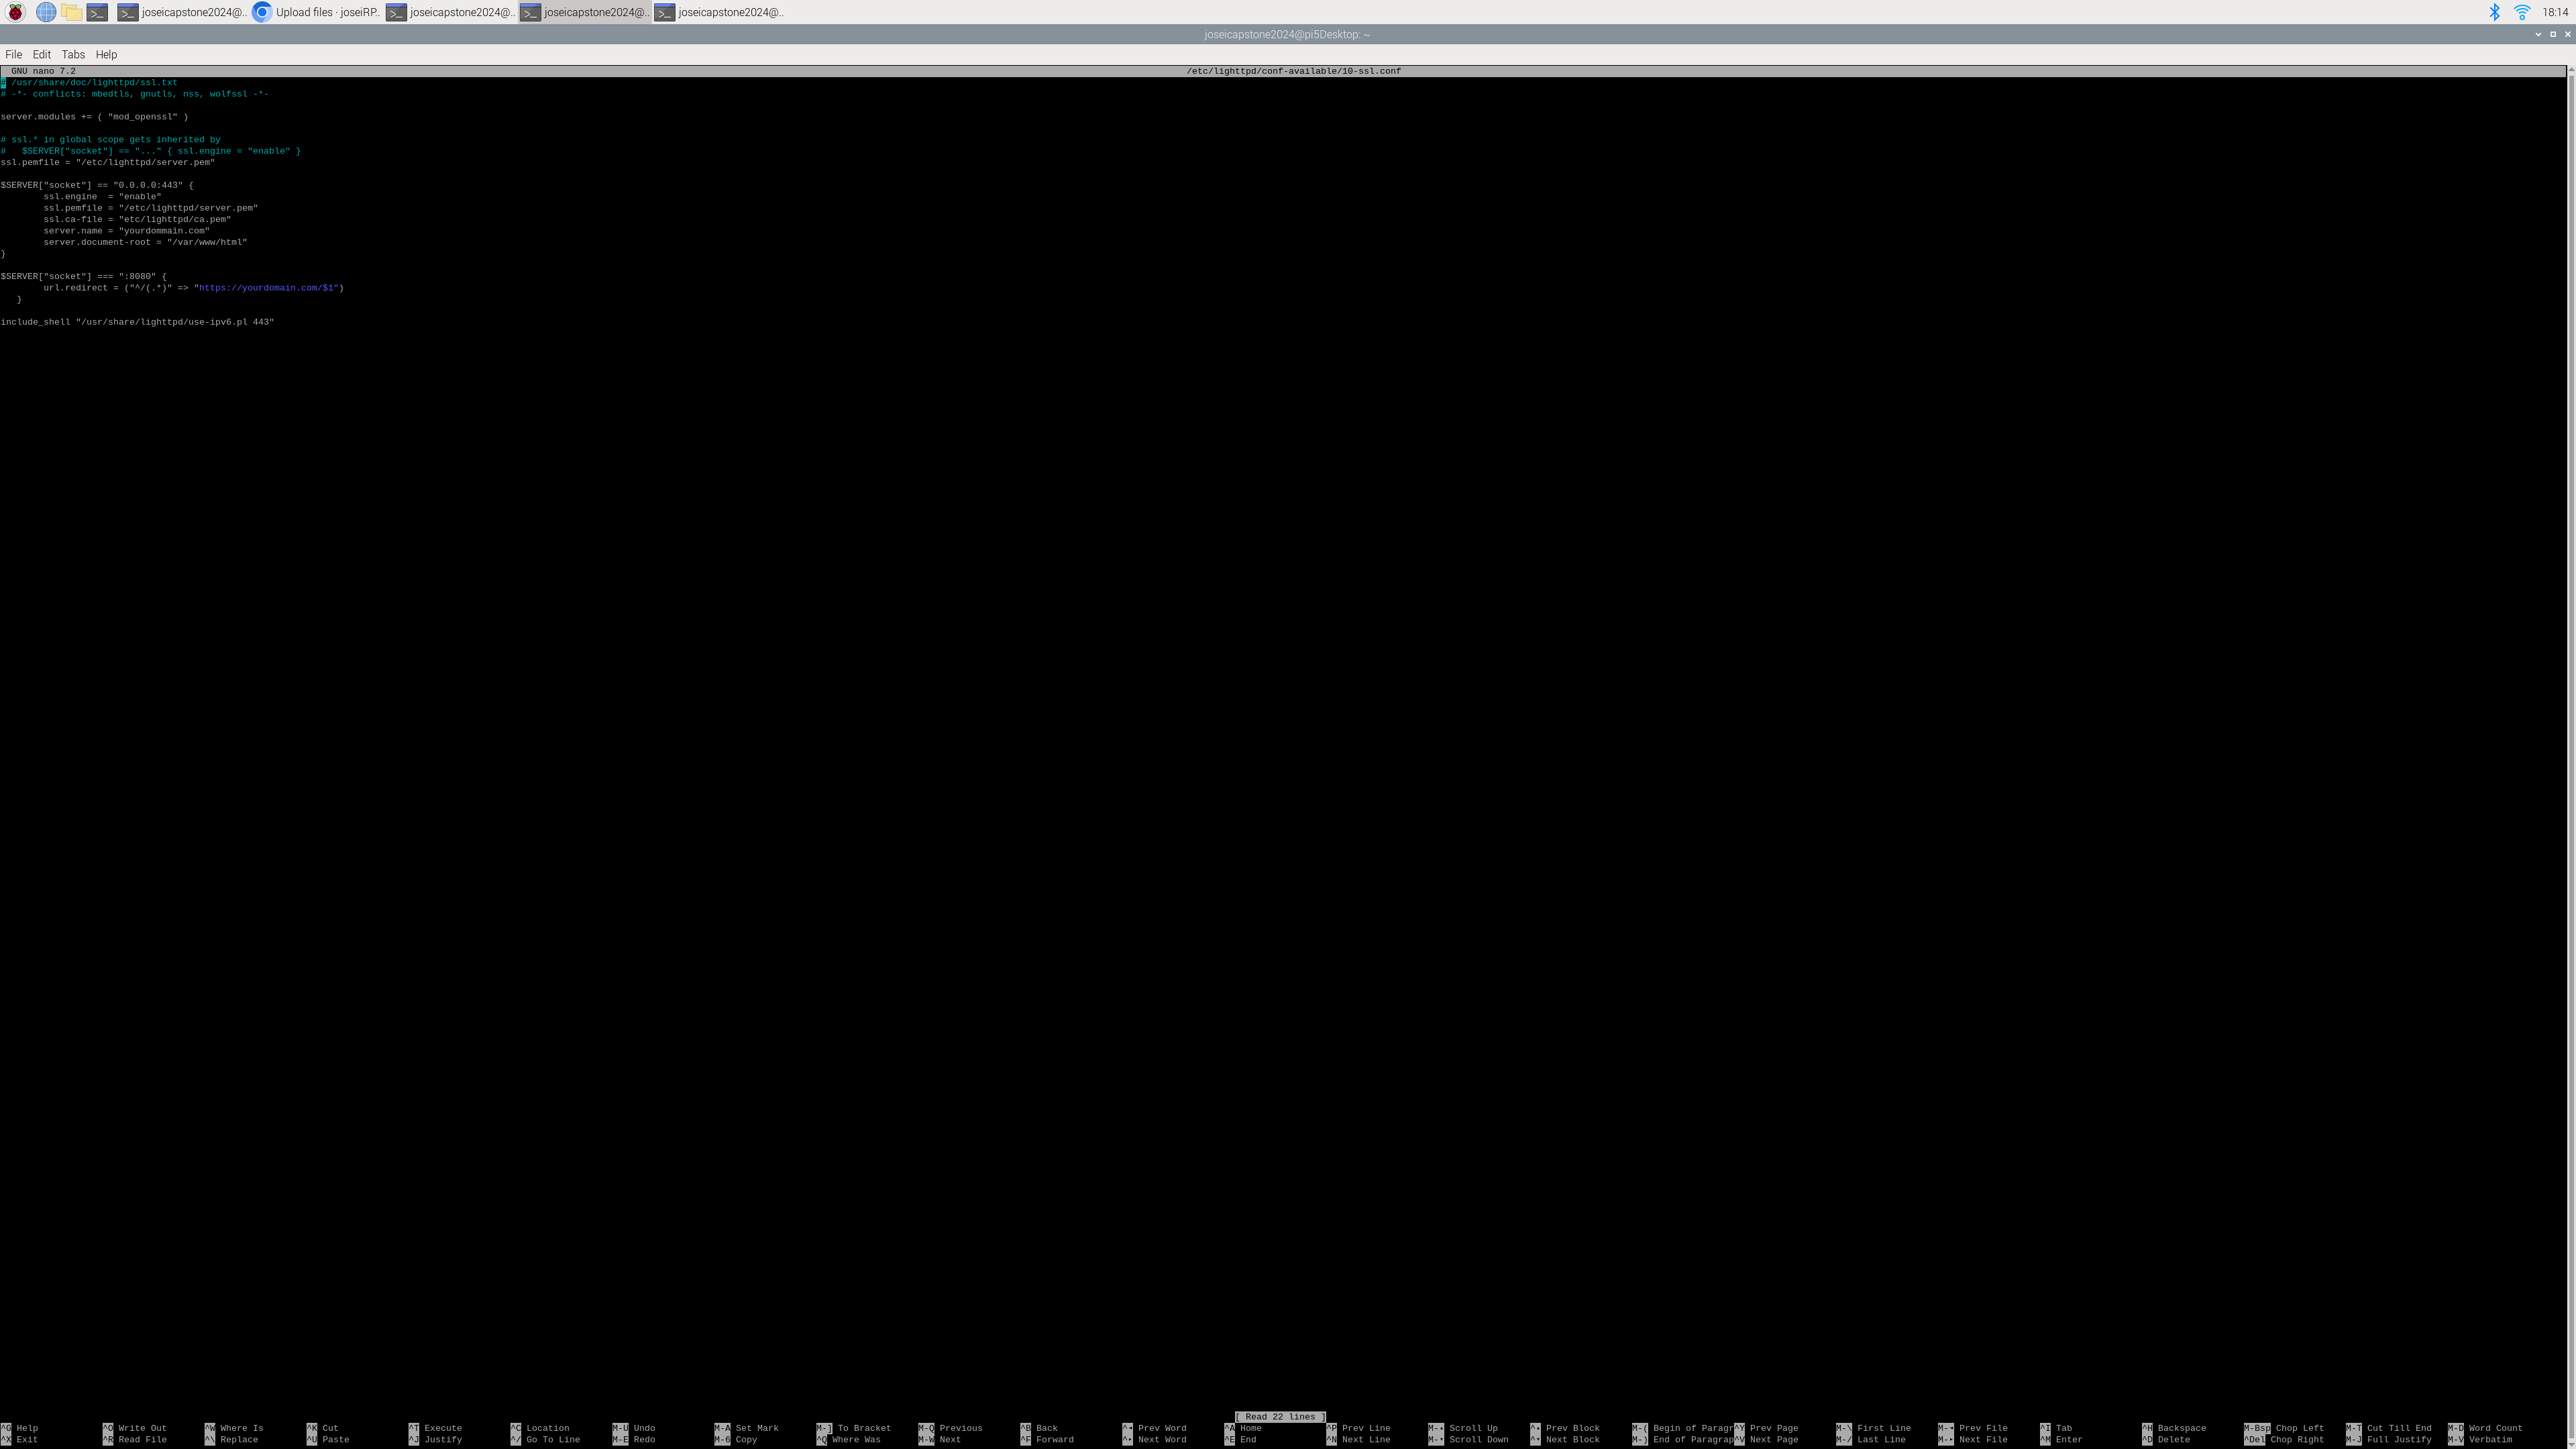 joseicapstone2024@.. Upload files · joseiRP.. joseicapstone2024@.. joseicapstone2024@.. joseicapstone2024@.. 18:14
joseicapstone2024@pi5Desktop: ~
File Edit Tabs Help
GNU nano 7.2 /etc/lighttpd/conf-available/10-ssl.conf
# /usr/share/doc/lighttpd/ssl.txt
# -*- conflicts: mbedtls, gnutls, nss, wolfssl -*-
server.modules += ( "mod_openssl" )
# ssl.* in global scope gets inherited by
#   $SERVER["socket"] == "..." { ssl.engine = "enable" }
ssl.pemfile = "/etc/lighttpd/server.pem"
$SERVER["socket"] == "0.0.0.0:443" {
ssl.engine  = "enable"
ssl.pemfile = "/etc/lighttpd/server.pem"
ssl.ca-file = "etc/lighttpd/ca.pem"
server.name = "yourdommain.com"
server.document-root = "/var/www/html"
}
$SERVER["socket"] === ":8080" {
url.redirect = ("^/(.*)" => "https://yourdomain.com/$1")
}
include_shell "/usr/share/lighttpd/use-ipv6.pl 443"
[ Read 22 lines ]
^G Help ^O Write Out ^W Where Is ^K Cut ^T Execute ^C Location M-U Undo M-A Set Mark M-] To Bracket M-Q Previous ^B Back ^◂ Prev Word ^A Home ^P Prev Line M-▴ Scroll Up ^▴ Prev Block M-( Begin of Paragr ^Y Prev Page M-\ First Line M-◂ Prev File ^I Tab ^H Backspace M-Bsp Chop Left M-T Cut Till End M-D Word Count
^X Exit ^R Read File ^\ Replace ^U Paste ^J Justify ^/ Go To Line M-E Redo M-6 Copy ^Q Where Was M-W Next ^F Forward ^▸ Next Word ^E End ^N Next Line M-▾ Scroll Down ^▾ Next Block M-) End of Paragrap ^V Next Page M-/ Last Line M-▸ Next File ^M Enter ^D Delete ^Del Chop Right M-J Full Justify M-V Verbatim